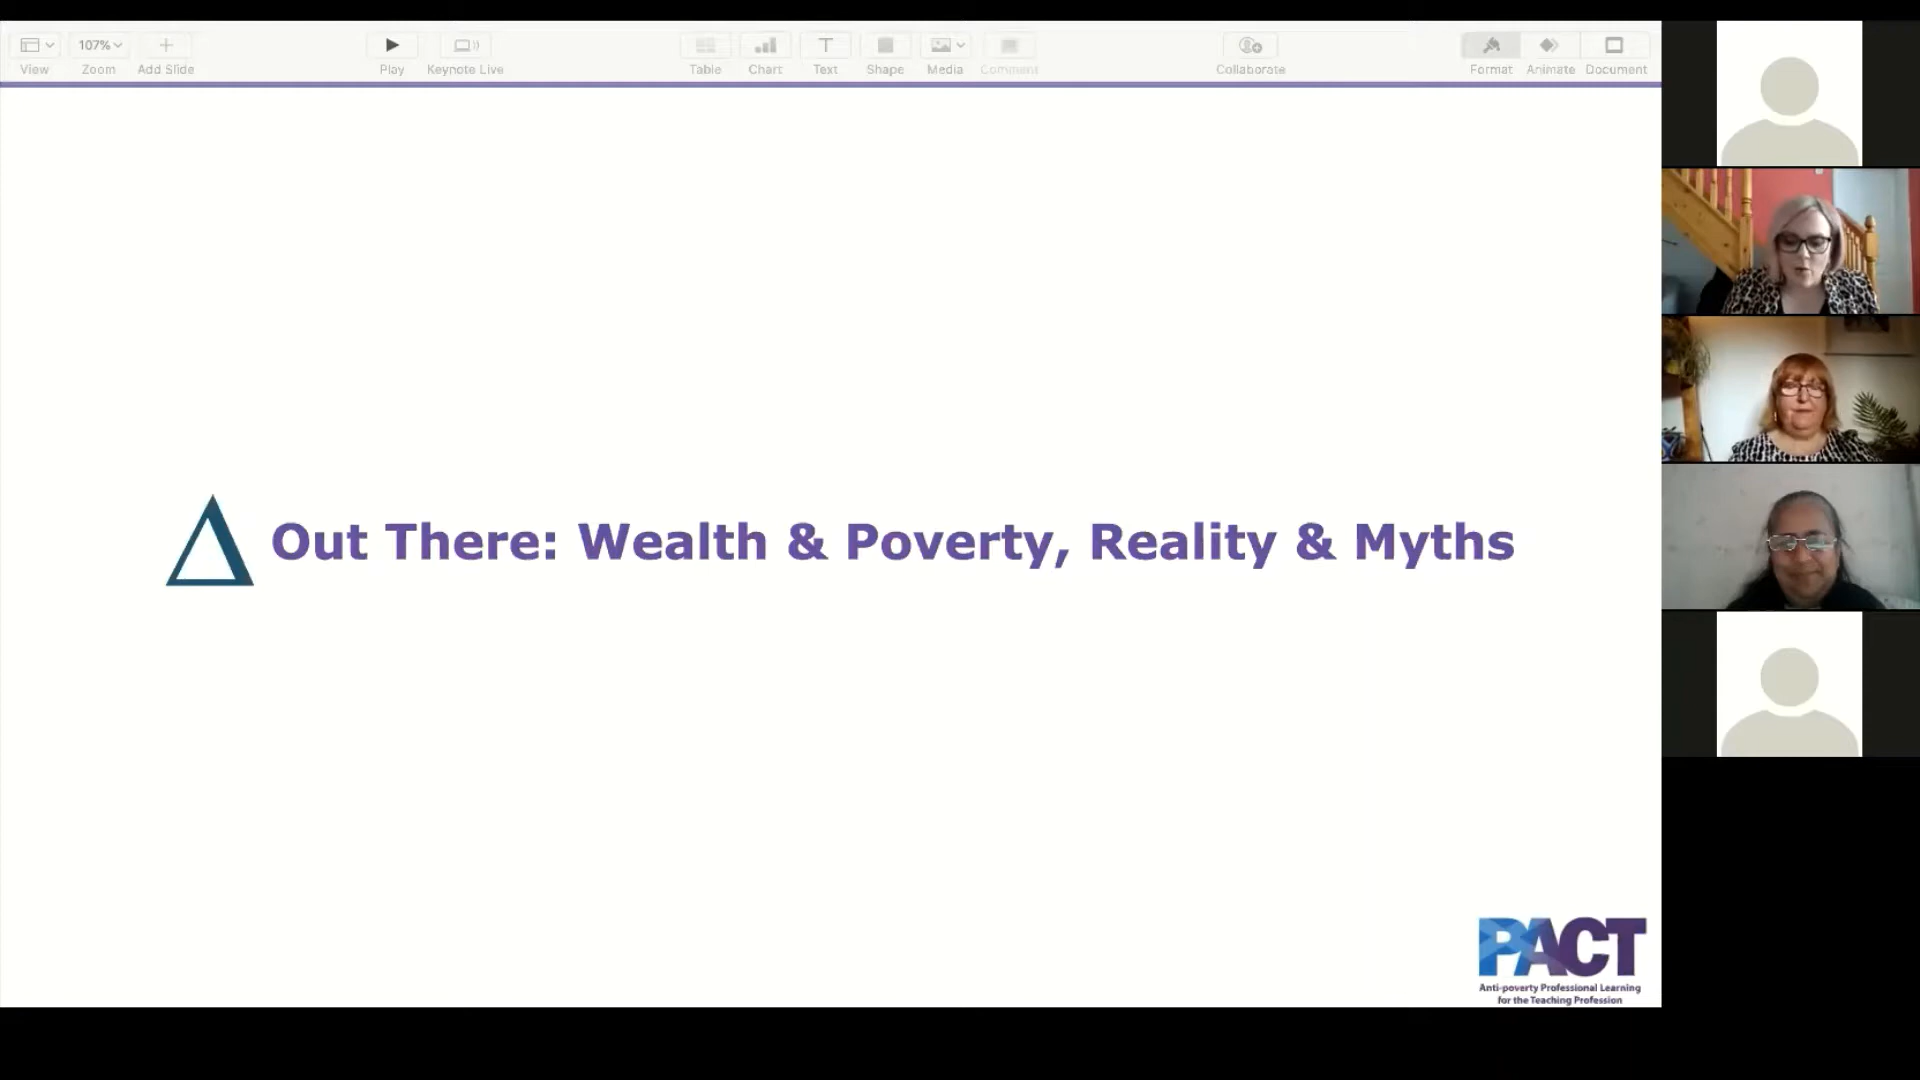 View
107%
Zoom
Add Slide
Play
Keynote Live
Table
Chart
Text
Shape
Media
Comment
Collaborate
Format
Animate
Document
Out There: Wealth & Poverty, Reality & Myths
PACT
Anti-poverty Professional Learning
for the Teaching Profession